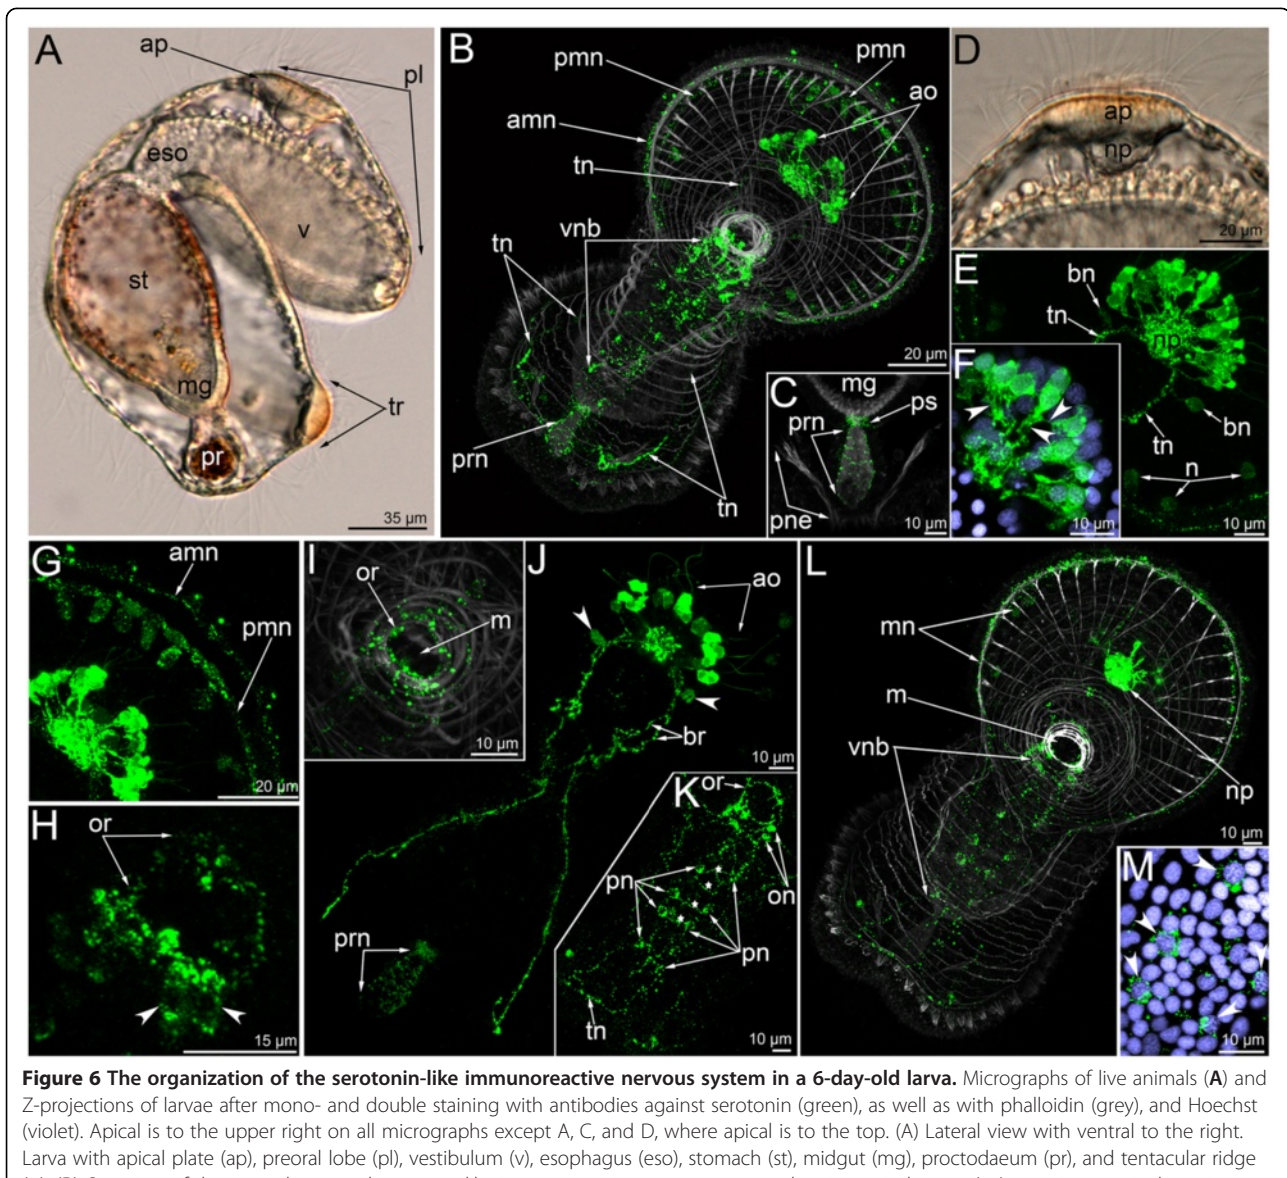 A
ap
pl
eso
v
st
mg
tr
pr
35 µm
B
pmn
pmn
ao
amn
tn
tn
vnb
prn
tn
20 µm
C
mg
prn
ps
pne
10 µm
D
ap
np
20 µm
E
bn
tn
np
tn
bn
n
10 µm
F
10 µm
G
amn
pmn
20 µm
H
or
15 µm
I
or
m
10 µm
J
ao
br
prn
10 µm
K
or
pn
on
pn
tn
10 µm
L
mn
m
vnb
np
10 µm
M
10 µm
Figure 6 The organization of the serotonin-like immunoreactive nervous system in a 6-day-old larva. Micrographs of live animals (A) and
Z-projections of larvae after mono- and double staining with antibodies against serotonin (green), as well as with phalloidin (grey), and Hoechst
(violet). Apical is to the upper right on all micrographs except A, C, and D, where apical is to the top. (A) Lateral view with ventral to the right.
Larva with apical plate (ap), preoral lobe (pl), vestibulum (v), esophagus (eso), stomach (st), midgut (mg), proctodaeum (pr), and tentacular ridge